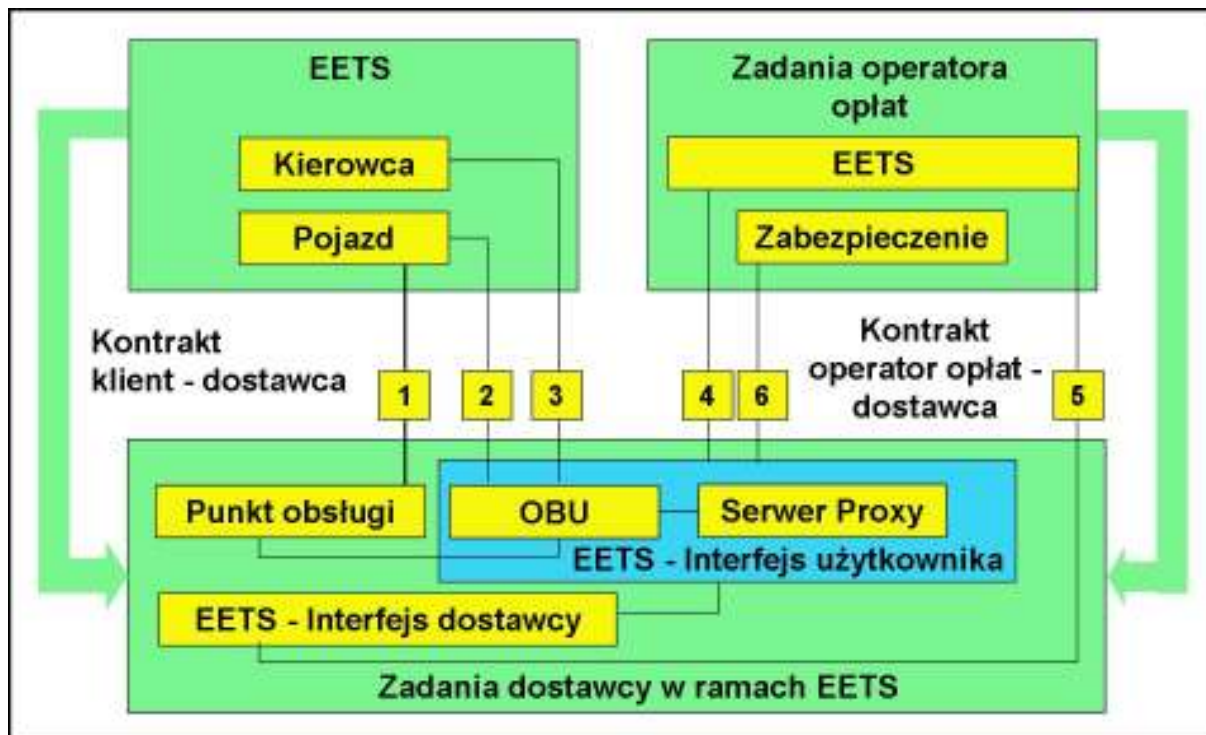 EETS
Kierowca
Pojazd
Zadania operatora
opłat
EETS
Zabezpieczenie
Kontrakt
klient - dostawca
Kontrakt
operator opłat -
dostawca
1
2
3
4
6
5
Punkt obsługi
OBU
Serwer Proxy
EETS - Interfejs użytkownika
EETS - Interfejs dostawcy
Zadania dostawcy w ramach EETS